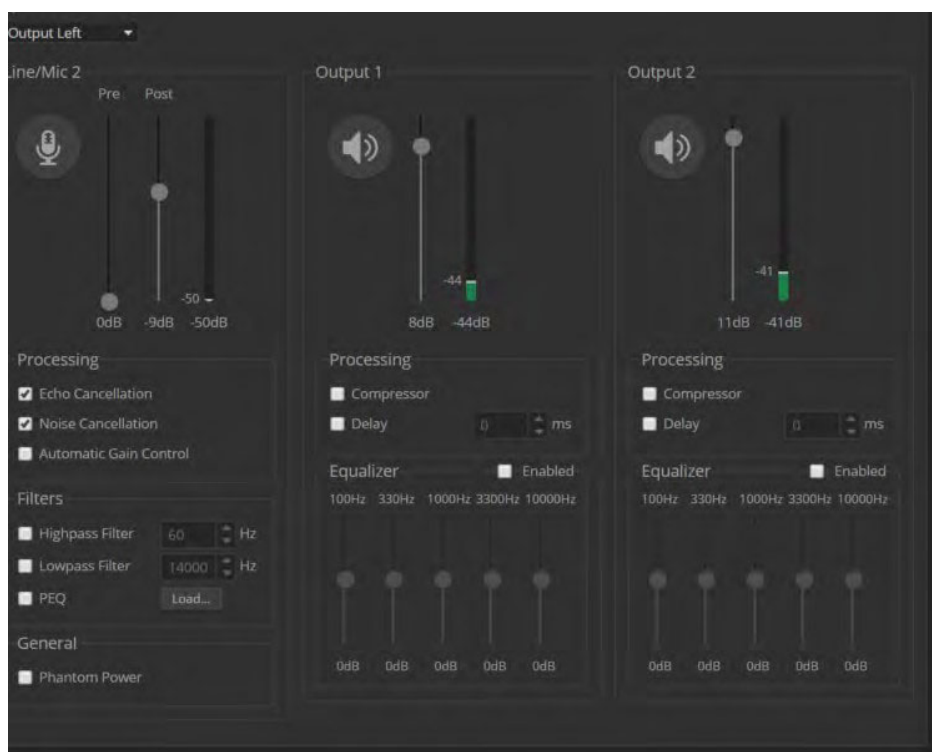 Output Left
Line/Mic 2
Pre Post
-50
0dB -9dB -50dB
Processing
Echo Cancellation
Noise Cancellation
Automatic Gain Control
Filters
Highpass Filter 60 Hz
Lowpass Filter 14000 Hz
PEQ Load...
General
Phantom Power
Output 1
-44
8dB -44dB
Processing
Compressor
Delay 0 ms
Equalizer Enabled
100Hz 330Hz 1000Hz 3300Hz 10000Hz
0dB 0dB 0dB 0dB 0dB
Output 2
-41
11dB -41dB
Processing
Compressor
Delay 0 ms
Equalizer Enabled
100Hz 330Hz 1000Hz 3300Hz 10000Hz
0dB 0dB 0dB 0dB 0dB